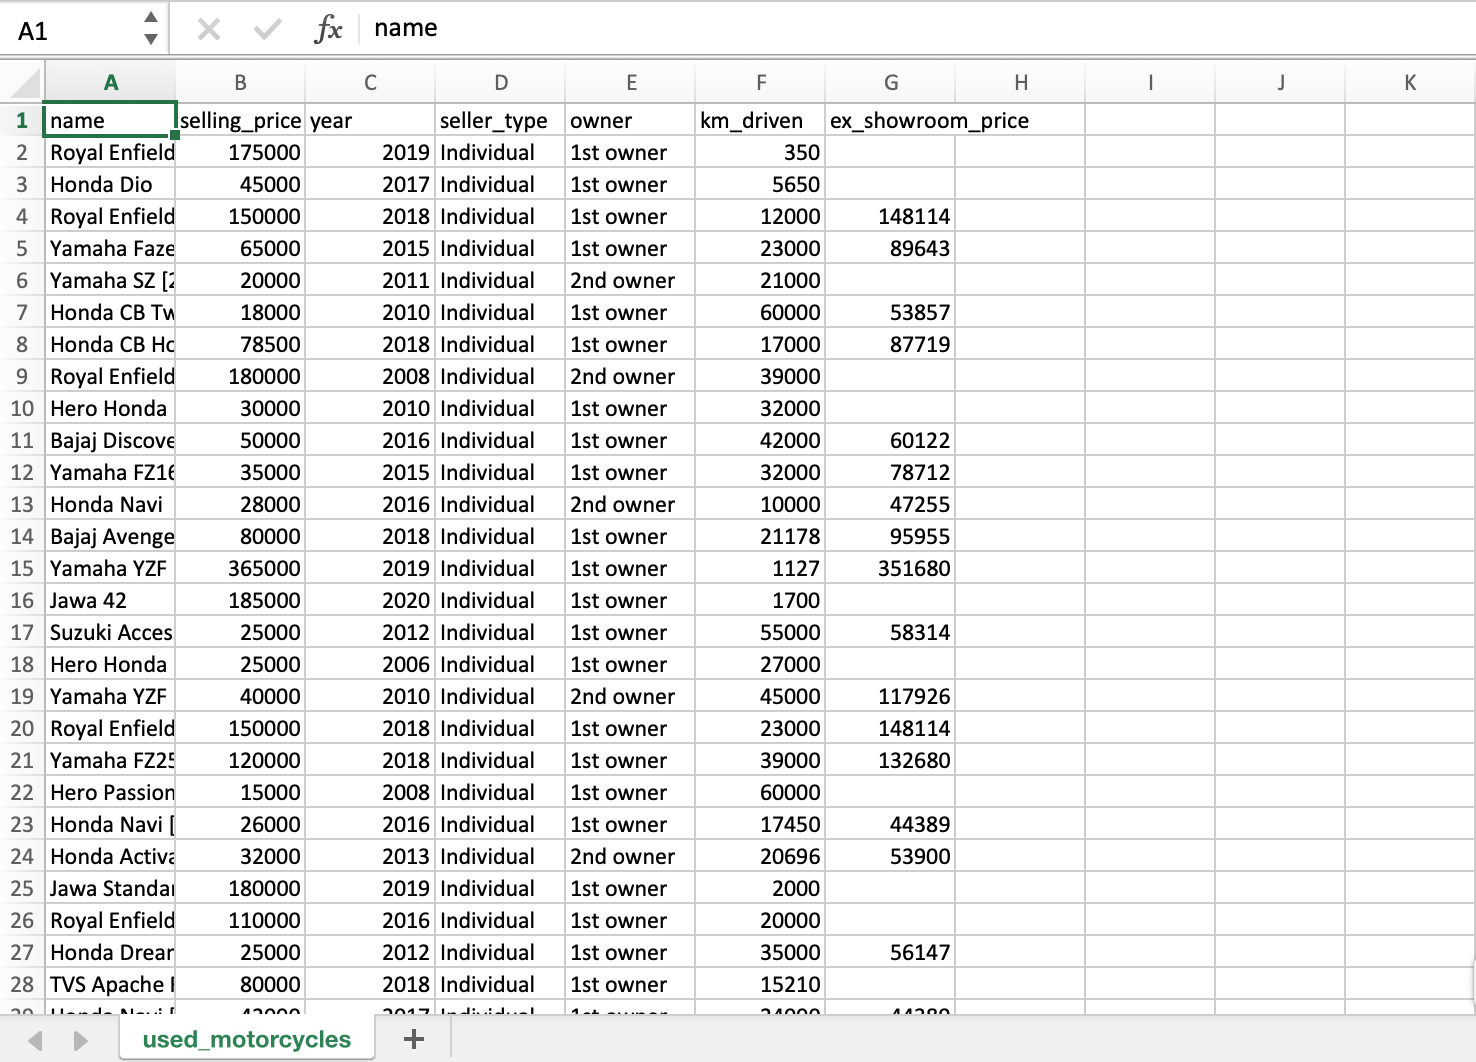 A1 fx name
A B C D E F G H I J K
1 name selling_price year seller_type owner km_driven ex_showroom_price
2 Royal Enfield 175000 2019 Individual 1st owner 350
3 Honda Dio 45000 2017 Individual 1st owner 5650
4 Royal Enfield 150000 2018 Individual 1st owner 12000 148114
5 Yamaha Faze 65000 2015 Individual 1st owner 23000 89643
6 Yamaha SZ [2 20000 2011 Individual 2nd owner 21000
7 Honda CB Tw 18000 2010 Individual 1st owner 60000 53857
8 Honda CB Ho 78500 2018 Individual 1st owner 17000 87719
9 Royal Enfield 180000 2008 Individual 2nd owner 39000
10 Hero Honda 30000 2010 Individual 1st owner 32000
11 Bajaj Discove 50000 2016 Individual 1st owner 42000 60122
12 Yamaha FZ16 35000 2015 Individual 1st owner 32000 78712
13 Honda Navi 28000 2016 Individual 2nd owner 10000 47255
14 Bajaj Avenge 80000 2018 Individual 1st owner 21178 95955
15 Yamaha YZF 365000 2019 Individual 1st owner 1127 351680
16 Jawa 42 185000 2020 Individual 1st owner 1700
17 Suzuki Acces 25000 2012 Individual 1st owner 55000 58314
18 Hero Honda 25000 2006 Individual 1st owner 27000
19 Yamaha YZF 40000 2010 Individual 2nd owner 45000 117926
20 Royal Enfield 150000 2018 Individual 1st owner 23000 148114
21 Yamaha FZ25 120000 2018 Individual 1st owner 39000 132680
22 Hero Passion 15000 2008 Individual 1st owner 60000
23 Honda Navi [ 26000 2016 Individual 1st owner 17450 44389
24 Honda Activa 32000 2013 Individual 2nd owner 20696 53900
25 Jawa Standar 180000 2019 Individual 1st owner 2000
26 Royal Enfield 110000 2016 Individual 1st owner 20000
27 Honda Drear 25000 2012 Individual 1st owner 35000 56147
28 TVS Apache 80000 2018 Individual 1st owner 15210
used_motorcycles +